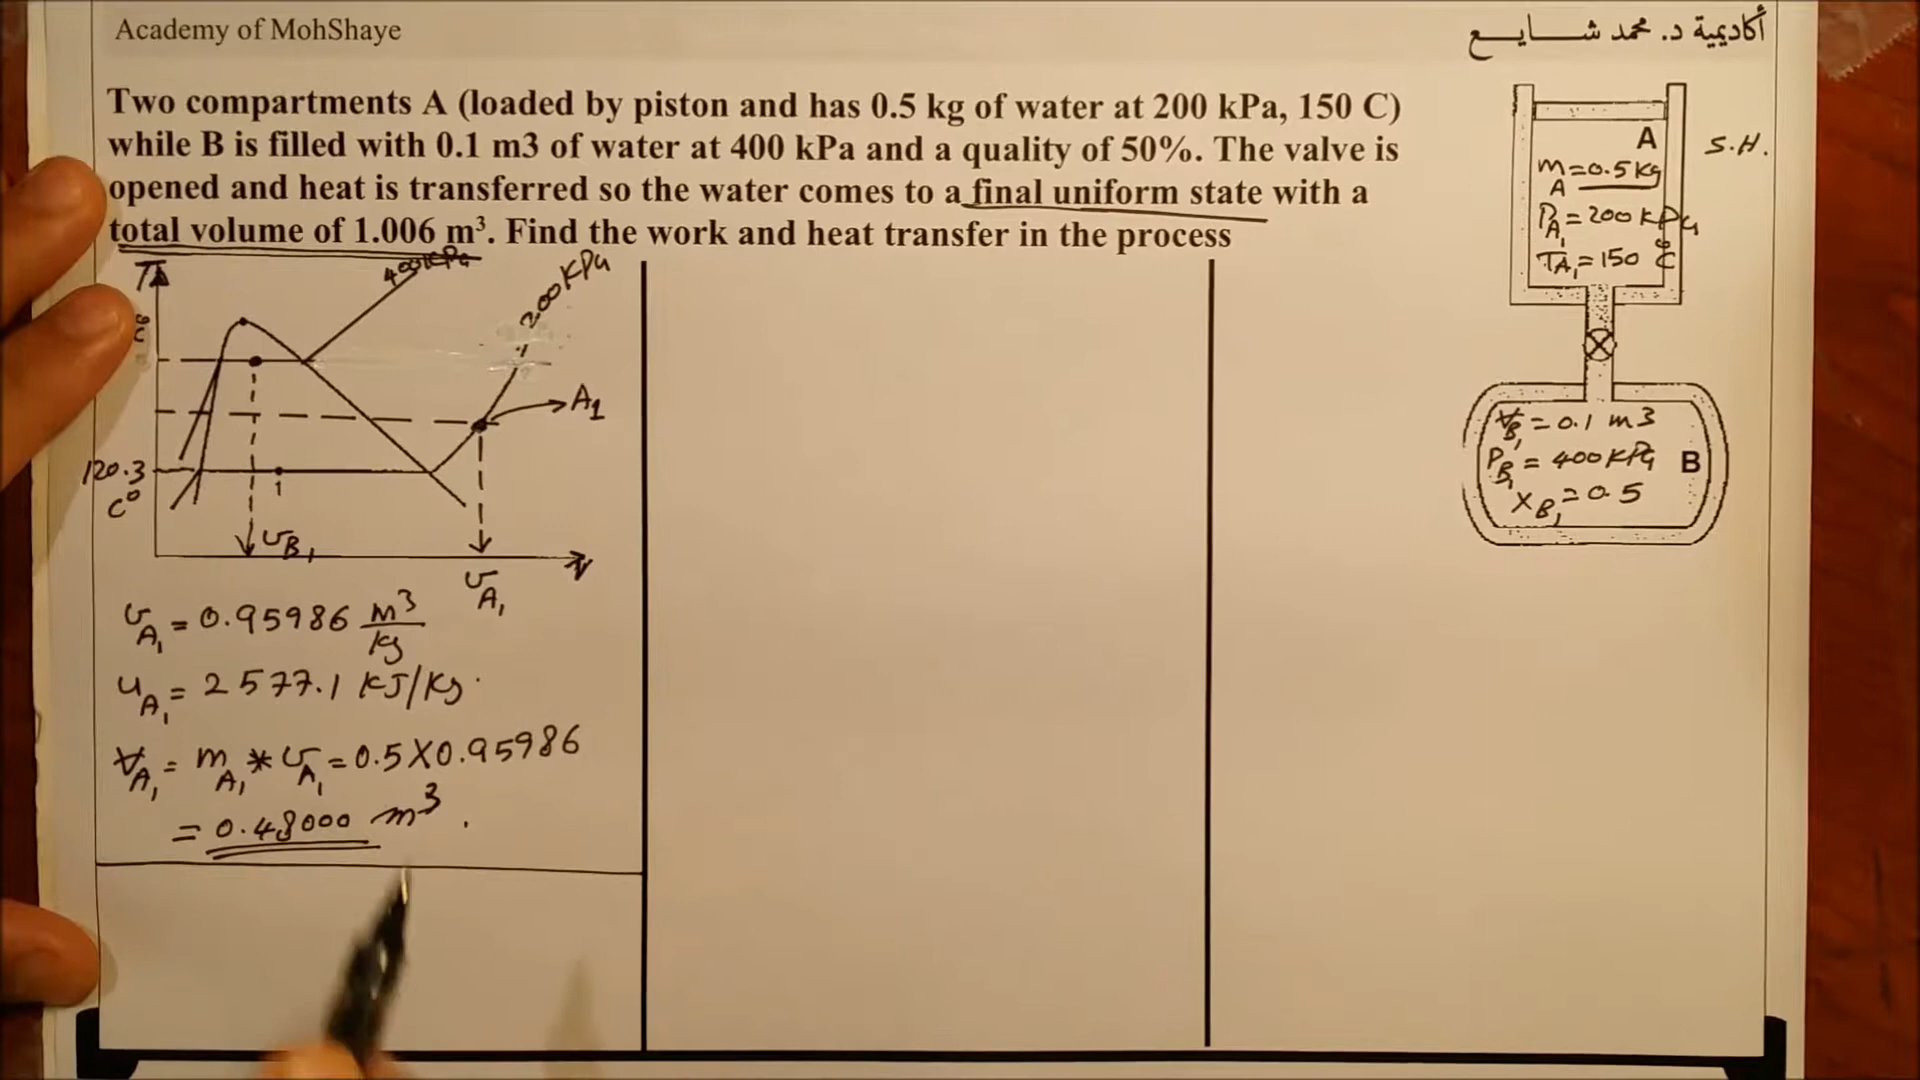 Academy of MohShaye
أكاديمية د. محمد شايع
Two compartments A (loaded by piston and has 0.5 kg of water at 200 kPa, 150 C)
while B is filled with 0.1 m3 of water at 400 kPa and a quality of 50%. The valve is
opened and heat is transferred so the water comes to a final uniform state with a
total volume of 1.006 m³. Find the work and heat transfer in the process
T
400 KPa
200 KPa
A₁
120.3
C°
1
v_B₁
v
v_A₁
v_A₁ = 0.95986 m³/kg
u_A₁ = 2577.1 KJ/Kg
V_A₁ = m_A₁ * v_A₁ = 0.5 X 0.95986
= 0.48000 m³.
A
S.H.
m_A = 0.5 Kg
P_A₁ = 200 KPa
T_A₁ = 150 C°
V_B₁ = 0.1 m3
P_B₁ = 400 KPa
B
X_B₁ = 0.5